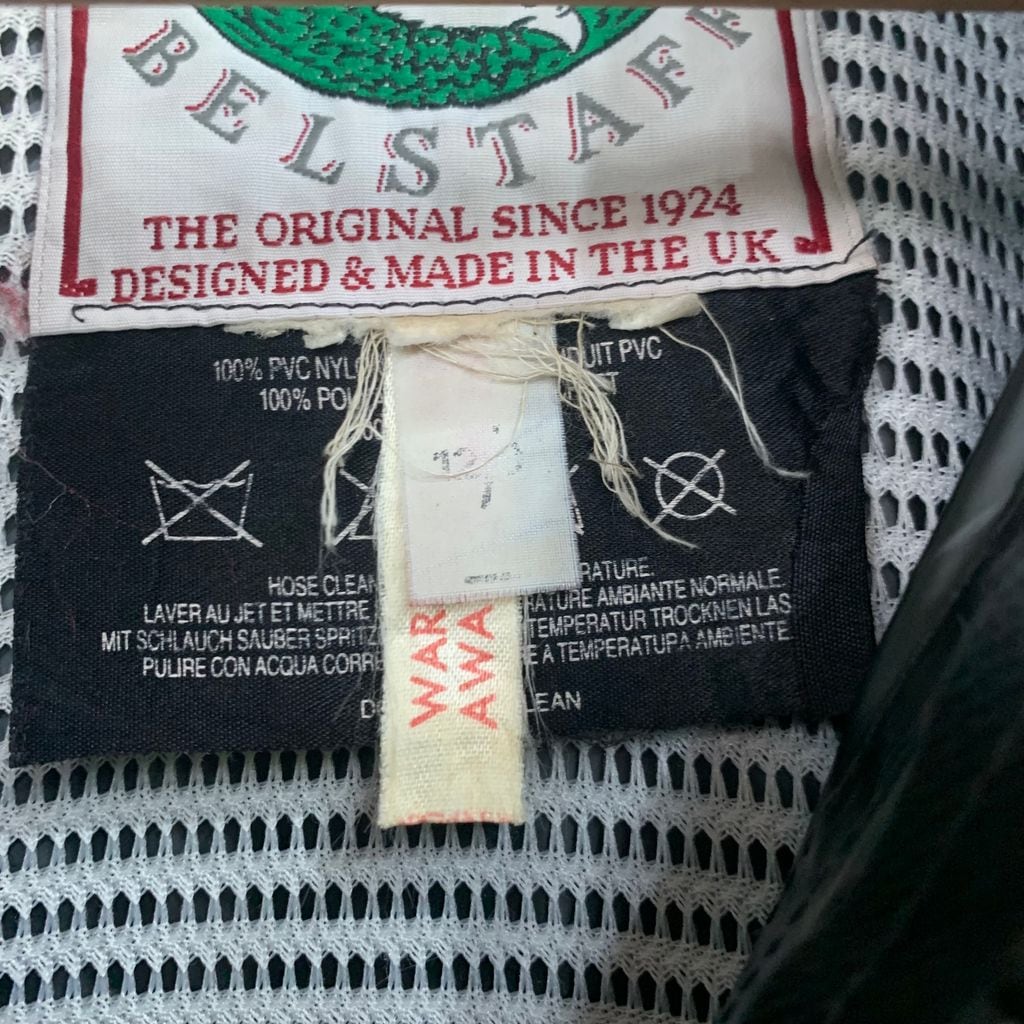 BELSTAFF
THE ORIGINAL SINCE 1924
DESIGNED & MADE IN THE UK
100% PVC NYL UIT PVC
100% POL
HOSE CLEAN RATURE.
LAVER AU JET ET METTRE RATURE AMBIANTE NORMALE.
MIT SCHLAUCH SAUBER SPRITZ TEMPERATUR TROCKNEN LAS
PULIRE CON ACQUA CORRE E A TEMPERATURA AMBIENTE
D LEAN
WAR
AWA